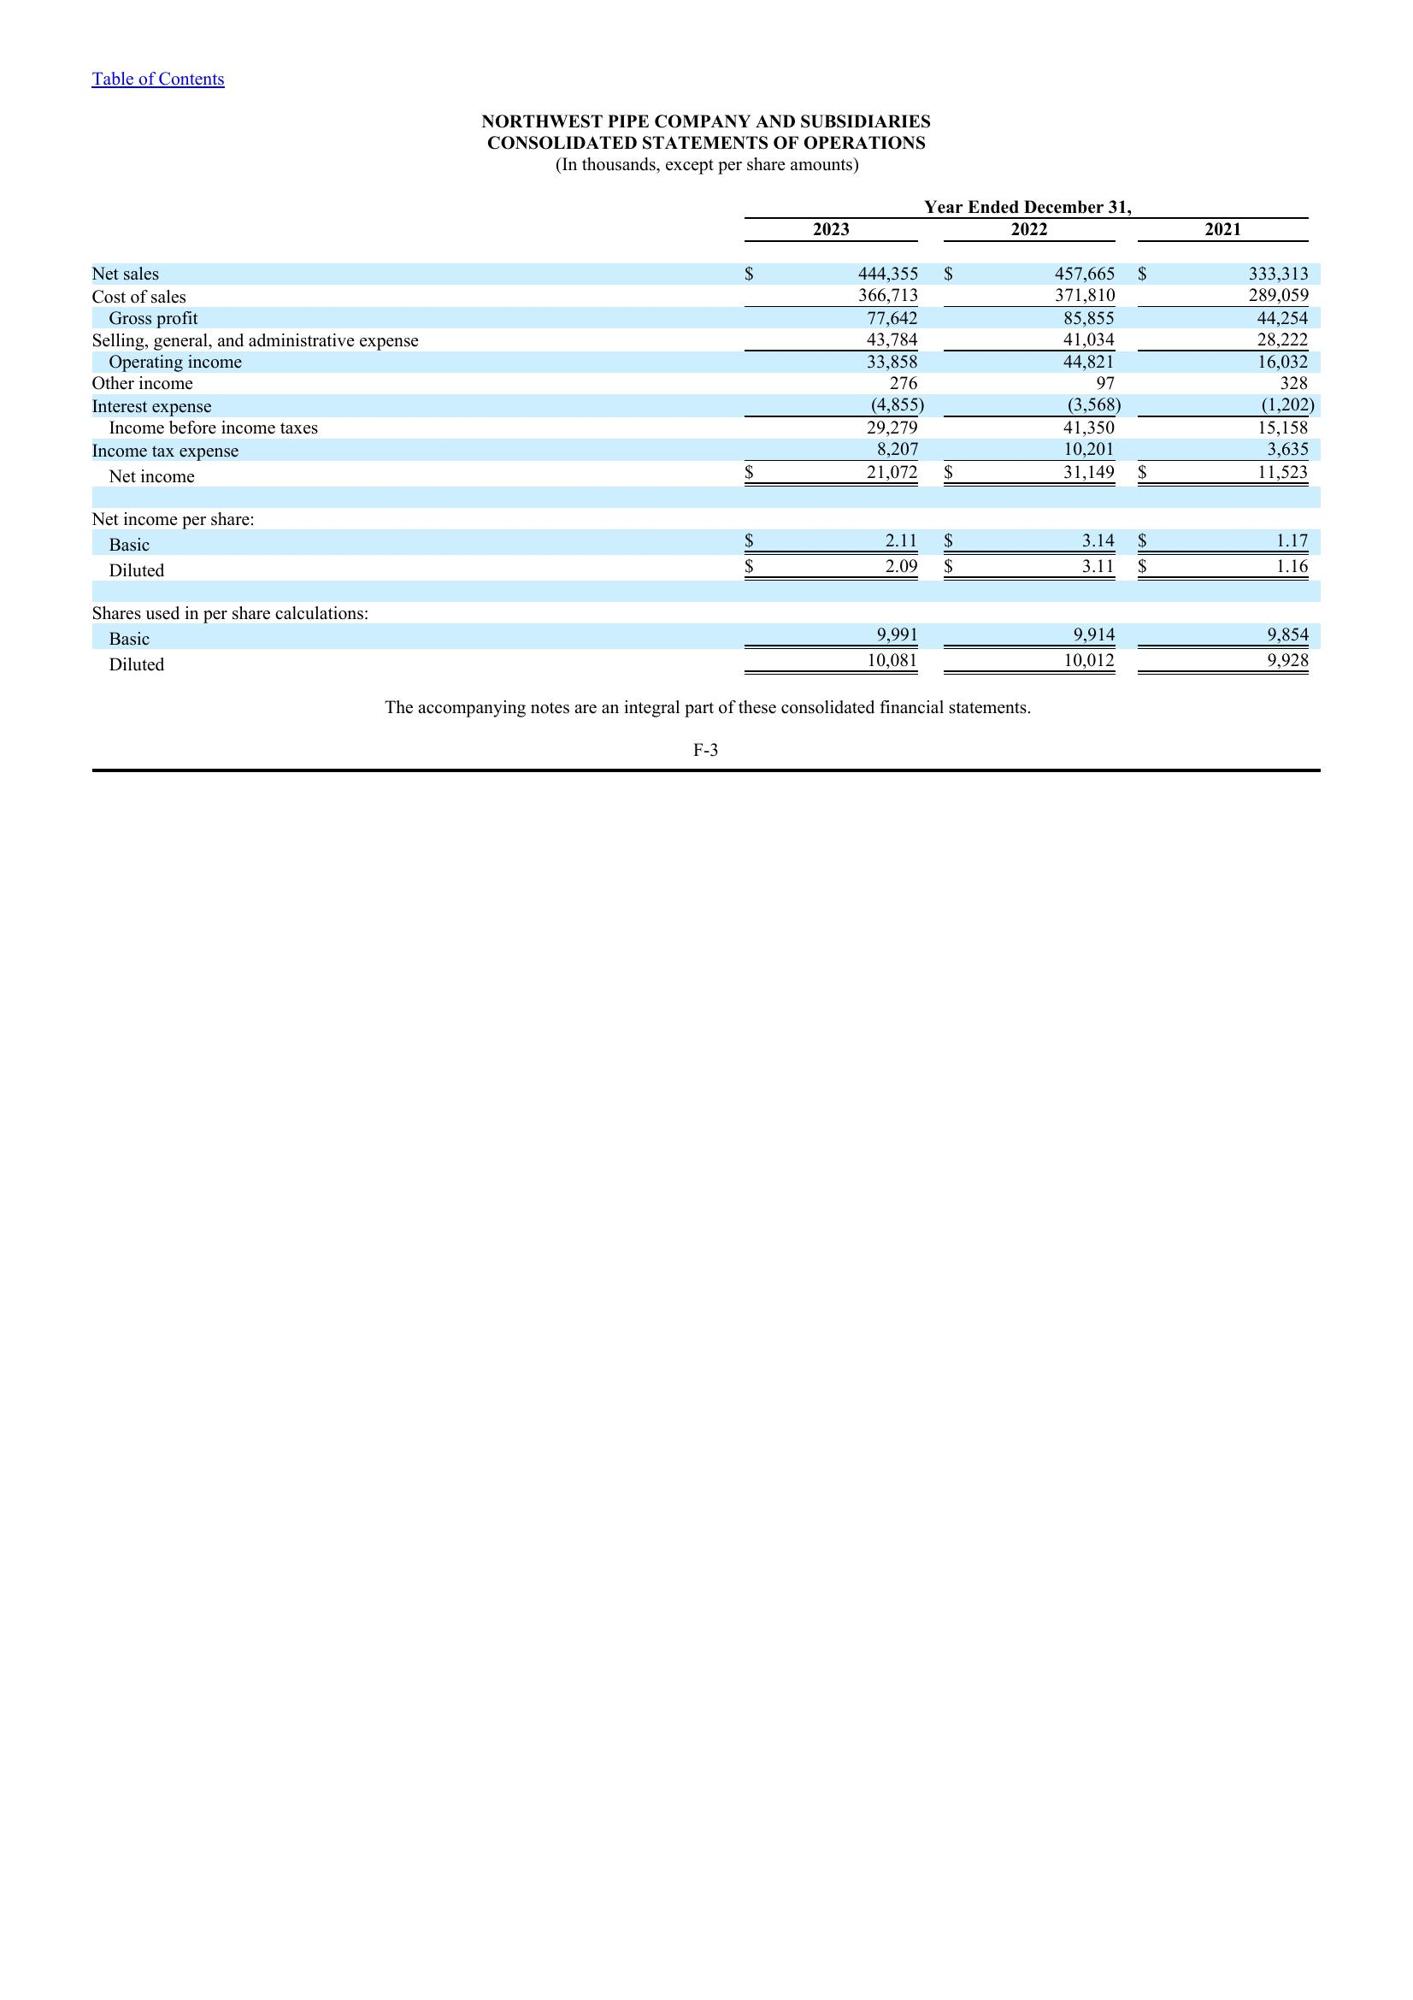 Table of Contents
NORTHWEST PIPE COMPANY AND SUBSIDIARIES
CONSOLIDATED STATEMENTS OF OPERATIONS
(In thousands, except per share amounts)
Year Ended December 31,
2023 2022 2021
Net sales $ 444,355 $ 457,665 $ 333,313
Cost of sales 366,713 371,810 289,059
Gross profit 77,642 85,855 44,254
Selling, general, and administrative expense 43,784 41,034 28,222
Operating income 33,858 44,821 16,032
Other income 276 97 328
Interest expense (4,855) (3,568) (1,202)
Income before income taxes 29,279 41,350 15,158
Income tax expense 8,207 10,201 3,635
Net income $ 21,072 $ 31,149 $ 11,523
Net income per share:
Basic $ 2.11 $ 3.14 $ 1.17
Diluted $ 2.09 $ 3.11 $ 1.16
Shares used in per share calculations:
Basic 9,991 9,914 9,854
Diluted 10,081 10,012 9,928
The accompanying notes are an integral part of these consolidated financial statements.
F-3